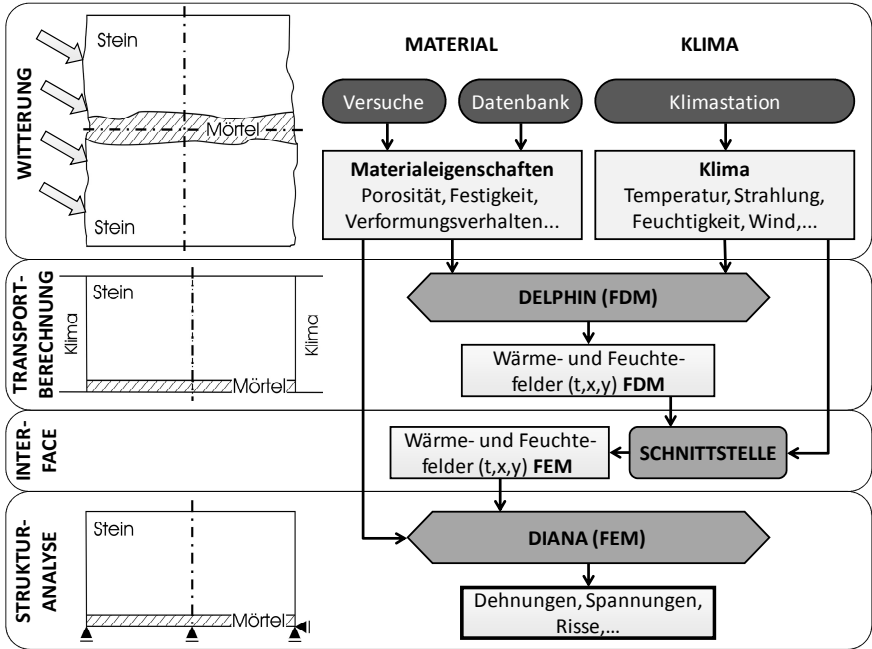 WITTERUNG
Stein
Mörtel
Stein
MATERIAL
KLIMA
Versuche
Datenbank
Klimastation
Materialeigenschaften
Porosität, Festigkeit,
Verformungsverhalten...
Klima
Temperatur, Strahlung,
Feuchtigkeit, Wind,...
TRANSPORT-
BERECHNUNG
Klima
Stein
Mörtel
Klima
DELPHIN (FDM)
Wärme- und Feuchte-
felder (t,x,y) FDM
INTER-
FACE
Wärme- und Feuchte-
felder (t,x,y) FEM
SCHNITTSTELLE
STRUKTUR-
ANALYSE
Stein
Mörtel
DIANA (FEM)
Dehnungen, Spannungen,
Risse,...